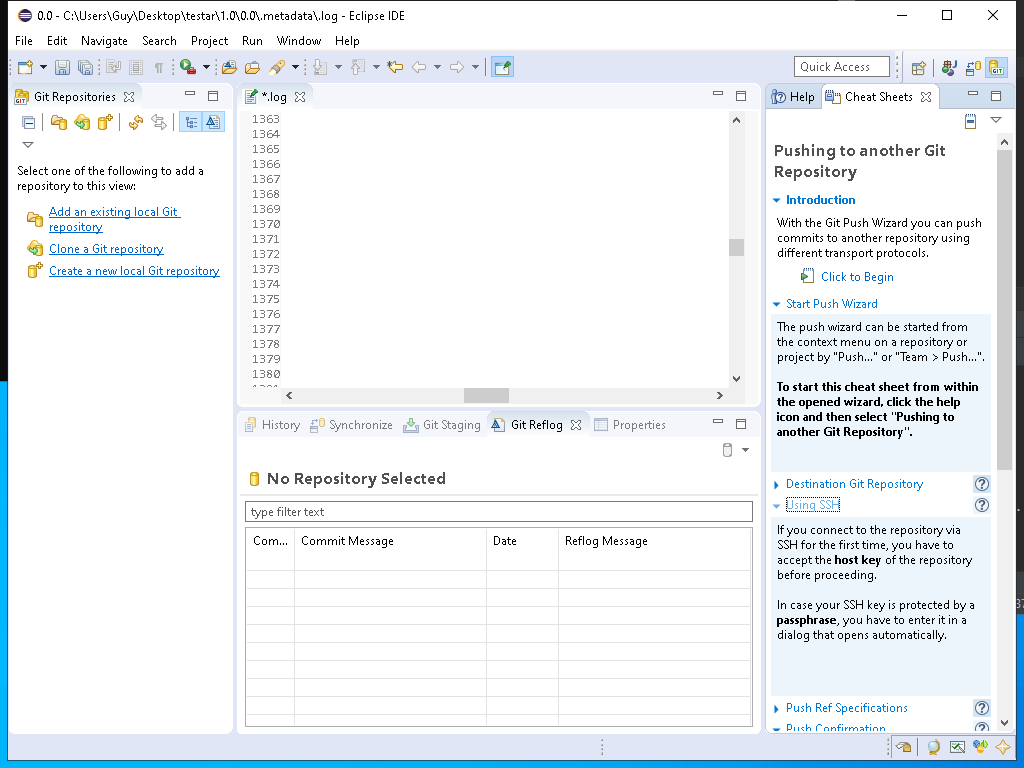 0.0 - C:\Users\Guy\Desktop\testar\1.0\0.0\.metadata\.log - Eclipse IDE
File Edit Navigate Search Project Run Window Help
Quick Access
Git Repositories
Select one of the following to add a
repository to this view:
Add an existing local Git
repository
Clone a Git repository
Create a new local Git repository
*.log
1363
1364
1365
1366
1367
1368
1369
1370
1371
1372
1373
1374
1375
1376
1377
1378
1379
1380
History Synchronize Git Staging Git Reflog Properties
No Repository Selected
type filter text
Com... Commit Message Date Reflog Message
Help Cheat Sheets
Pushing to another Git
Repository
Introduction
With the Git Push Wizard you can push
commits to another repository using
different transport protocols.
Click to Begin
Start Push Wizard
The push wizard can be started from
the context menu on a repository or
project by "Push..." or "Team > Push...".
To start this cheat sheet from within
the opened wizard, click the help
icon and then select "Pushing to
another Git Repository".
Destination Git Repository
Using SSH
If you connect to the repository via
SSH for the first time, you have to
accept the host key of the repository
before proceeding.
In case your SSH key is protected by a
passphrase, you have to enter it in a
dialog that opens automatically.
Push Ref Specifications
Push Confirmation